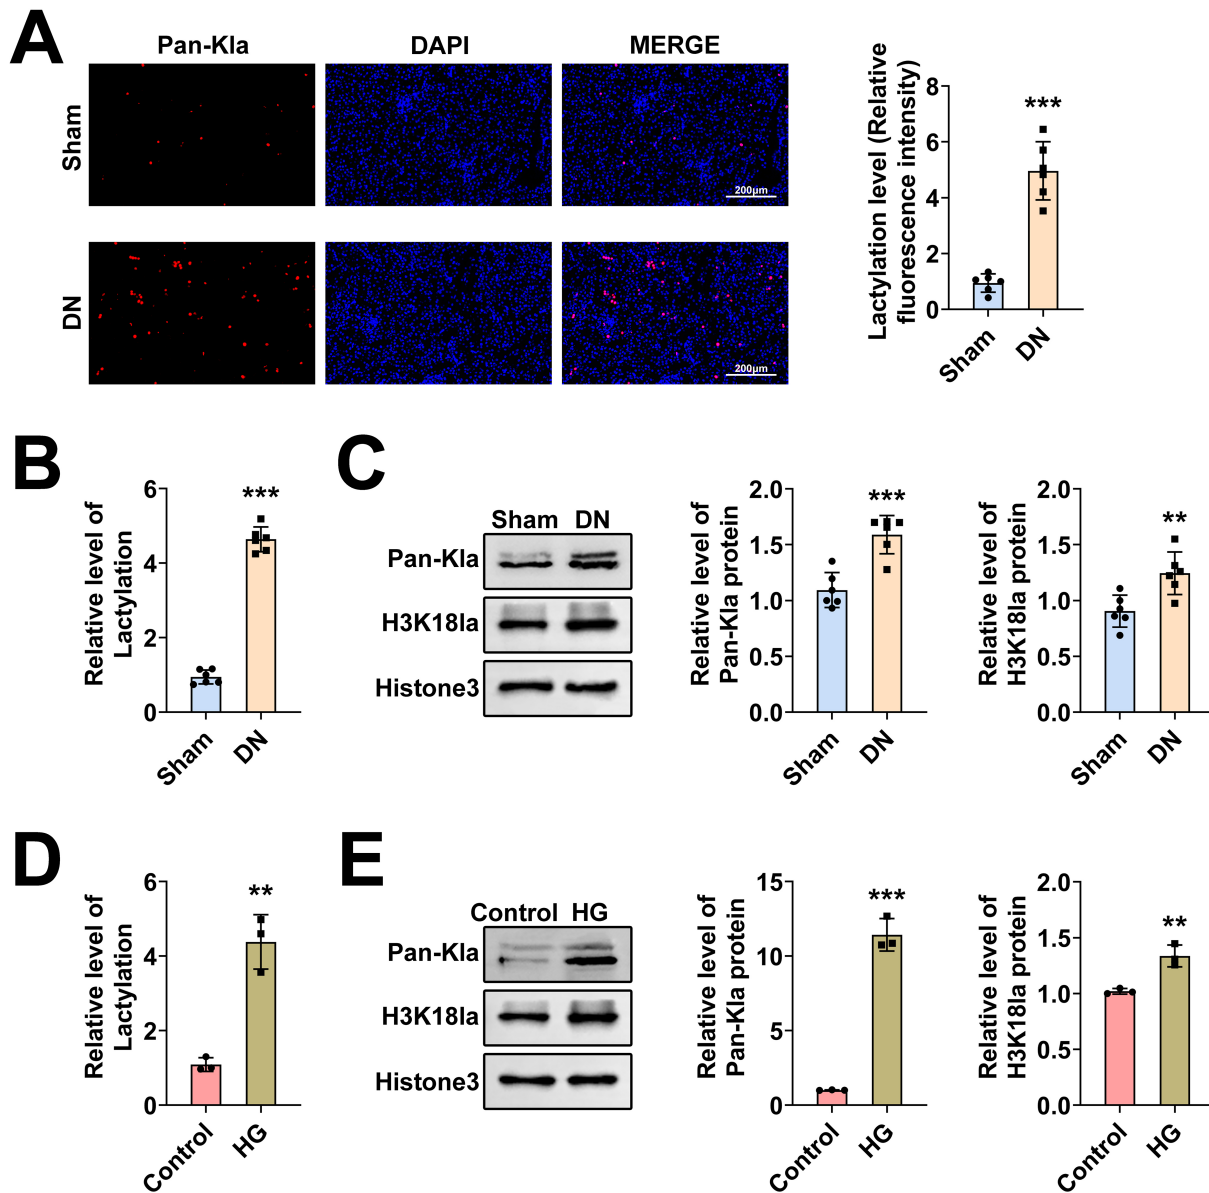 A
Pan-Kla
DAPI
MERGE
Sham
200μm
DN
200μm
Lactylation level (Relative
fluorescence intensity)
8
6
4
2
0
***
Sham
DN
B
Relative level of
Lactylation
6
4
2
0
***
Sham
DN
C
Sham DN
Pan-Kla
H3K18la
Histone3
Relative level of
Pan-Kla protein
2.0
1.5
1.0
0.5
0.0
***
Sham
DN
Relative level of
H3K18la protein
2.0
1.5
1.0
0.5
0.0
**
Sham
DN
D
Relative level of
Lactylation
6
4
2
0
**
Control
HG
E
Control HG
Pan-Kla
H3K18la
Histone3
Relative level of
Pan-Kla protein
15
10
5
0
***
Control
HG
Relative level of
H3K18la protein
2.0
1.5
1.0
0.5
0.0
**
Control
HG